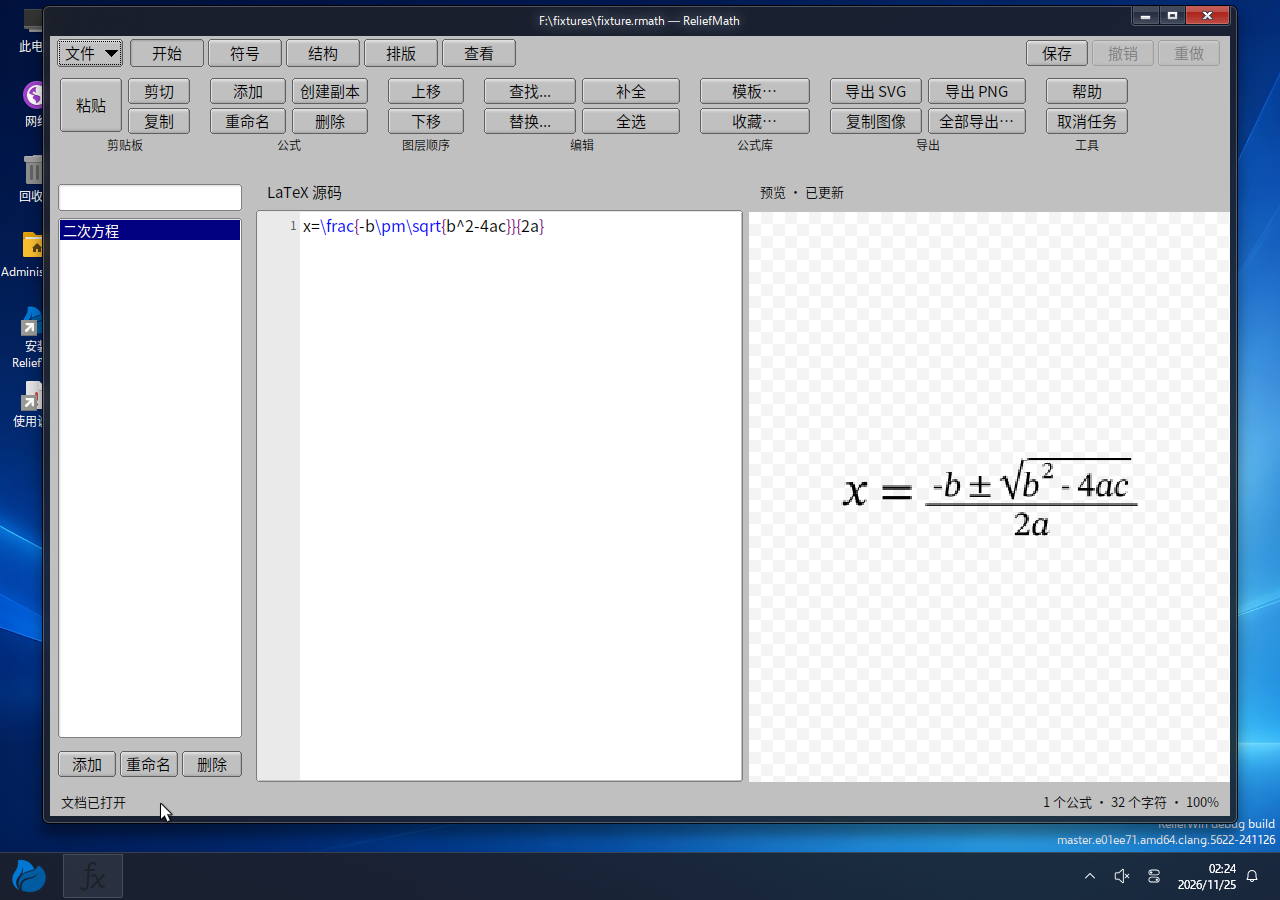 F:\fixtures\fixture.rmath — ReliefMath
文件 开始 符号 结构 排版 查看 保存 撤销 重做
粘贴 剪切 添加 创建副本 上移 查找... 补全 模板… 导出 SVG 导出 PNG 帮助
复制 重命名 删除 下移 替换... 全选 收藏… 复制图像 全部导出… 取消任务
剪贴板 公式 图层顺序 编辑 公式库 导出 工具
LaTeX 源码
预览 · 已更新
二次方程
1 x=\frac{-b\pm\sqrt{b^2-4ac}}{2a}
x = -b ± √b² - 4ac
2a
添加 重命名 删除
文档已打开
1 个公式 · 32 个字符 · 100%
此电
网络
回收
Adminis
安装
Relief
使用说
ReliefWin debug build
master.e01ee71.amd64.clang.5622-241126
fx
02:24
2026/11/25